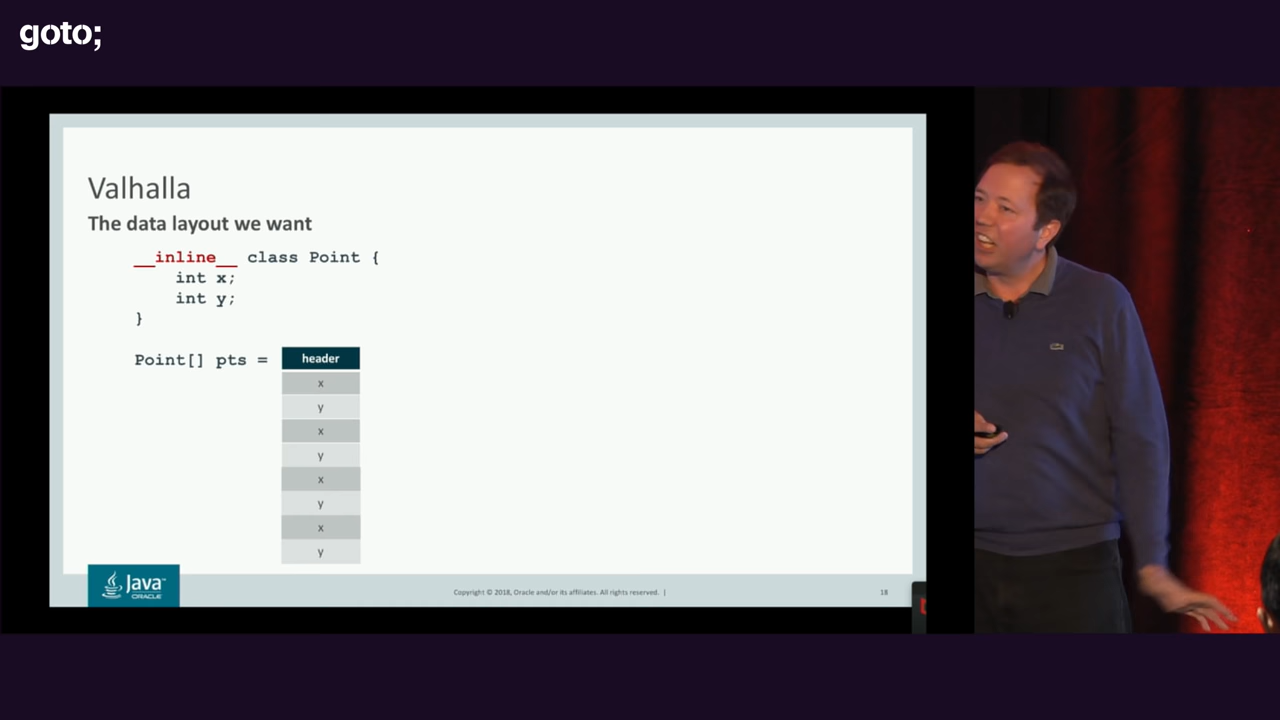 goto;
Valhalla
The data layout we want
__inline__ class Point {
int x;
int y;
}
Point[] pts =
header
x
y
x
y
x
y
x
y
Java™
ORACLE
Copyright © 2018, Oracle and/or its affiliates. All rights reserved. |
18